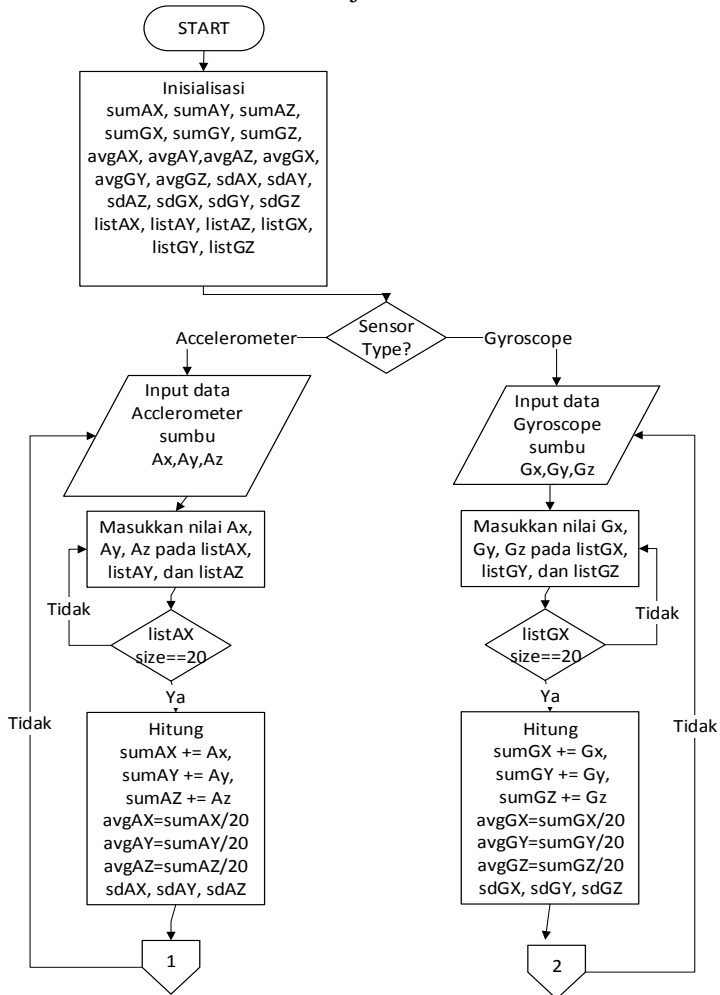 START
Inisialisasi
sumAX, sumAY, sumAZ,
sumGX, sumGY, sumGZ,
avgAX, avgAY,avgAZ, avgGX,
avgGY, avgGZ, sdAX, sdAY,
sdAZ, sdGX, sdGY, sdGZ
listAX, listAY, listAZ, listGX,
listGY, listGZ
Sensor
Type?
Accelerometer
Gyroscope
Input data
Acclerometer
sumbu
Ax,Ay,Az
Input data
Gyroscope
sumbu
Gx,Gy,Gz
Masukkan nilai Ax,
Ay, Az pada listAX,
listAY, dan listAZ
Masukkan nilai Gx,
Gy, Gz pada listGX,
listGY, dan listGZ
Tidak
Tidak
listAX
size==20
listGX
size==20
Ya
Ya
Tidak
Tidak
Hitung
sumAX += Ax,
sumAY += Ay,
sumAZ += Az
avgAX=sumAX/20
avgAY=sumAY/20
avgAZ=sumAZ/20
sdAX, sdAY, sdAZ
Hitung
sumGX += Gx,
sumGY += Gy,
sumGZ += Gz
avgGX=sumGX/20
avgGY=sumGY/20
avgGZ=sumGZ/20
sdGX, sdGY, sdGZ
1
2